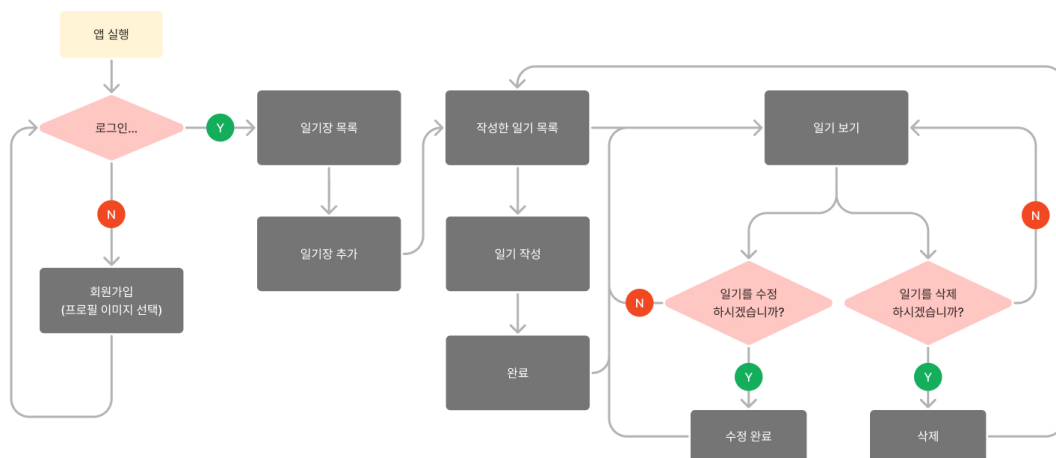 앱 실행
로그인...
Y
일기장 목록
작성한 일기 목록
일기 보기
N
N
일기장 추가
일기 작성
회원가입
(프로필 이미지 선택)
N
일기를 수정
하시겠습니까?
일기를 삭제
하시겠습니까?
완료
Y
Y
수정 완료
삭제